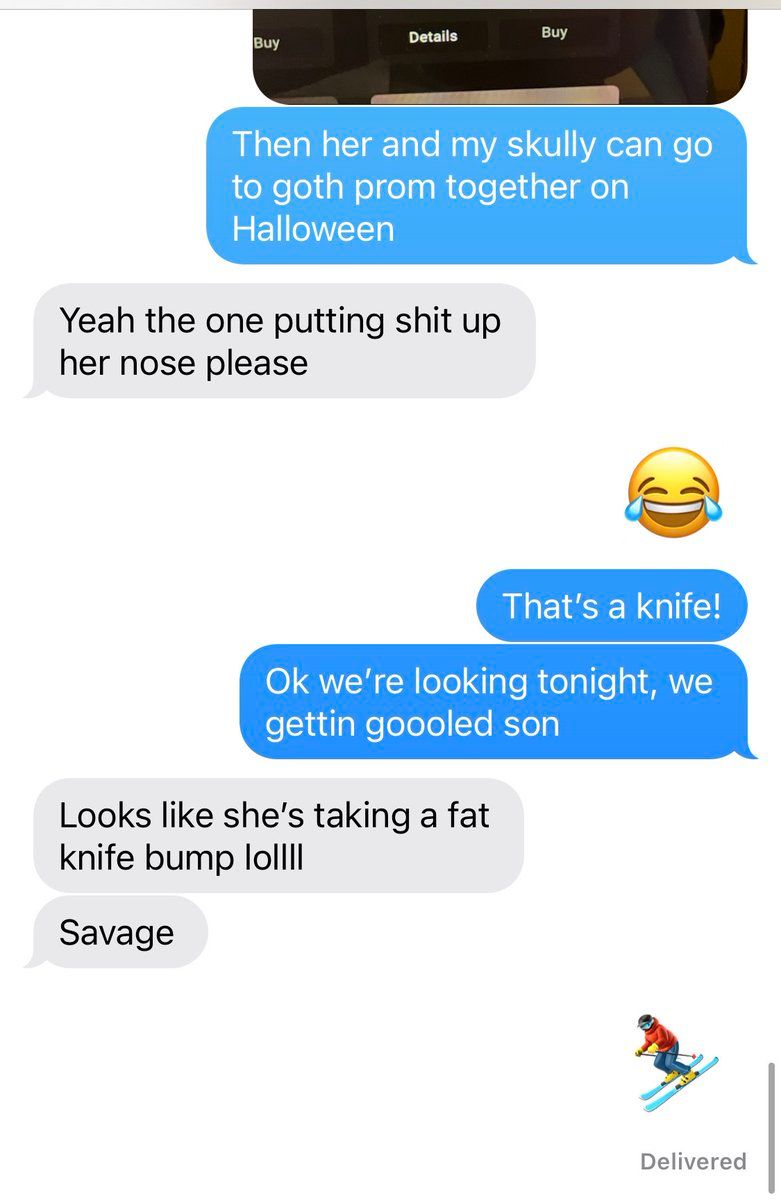 Buy
Details
Buy
Then her and my skully can go
to goth prom together on
Halloween
Yeah the one putting shit up
her nose please
😂
That's a knife!
Ok we're looking tonight, we
gettin goooled son
Looks like she's taking a fat
knife bump lollll
Savage
⛷️
Delivered